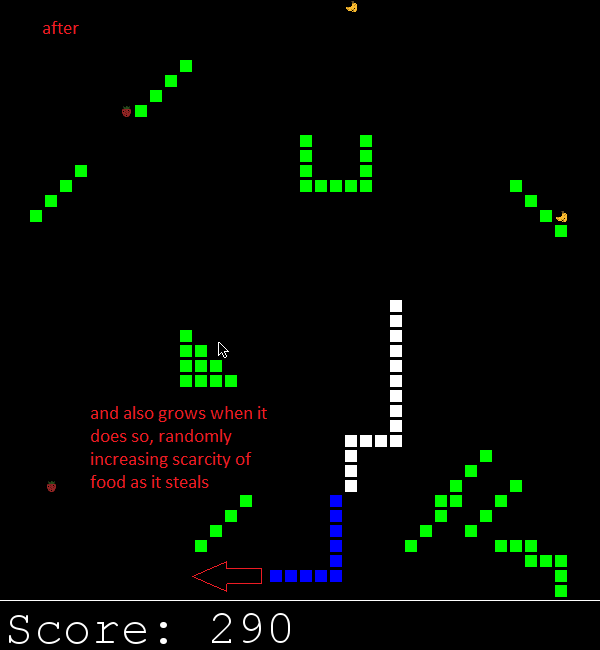 after
and also grows when it
does so, randomly
increasing scarcity of
food as it steals
Score: 290